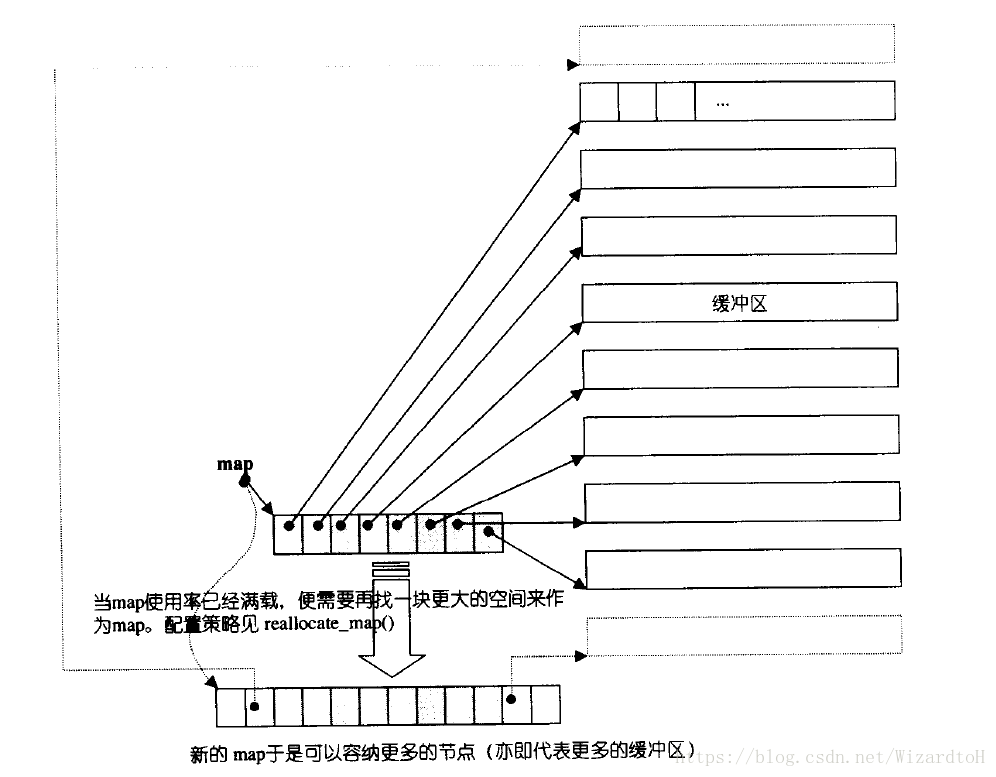 ...
缓冲区
map
当map使用率已经满载，便需要再找一块更大的空间来作
为map。配置策略见 reallocate_map()
新的 map于是可以容纳更多的节点（亦即代表更多的缓冲区）
https://blog.csdn.net/WizardtoH